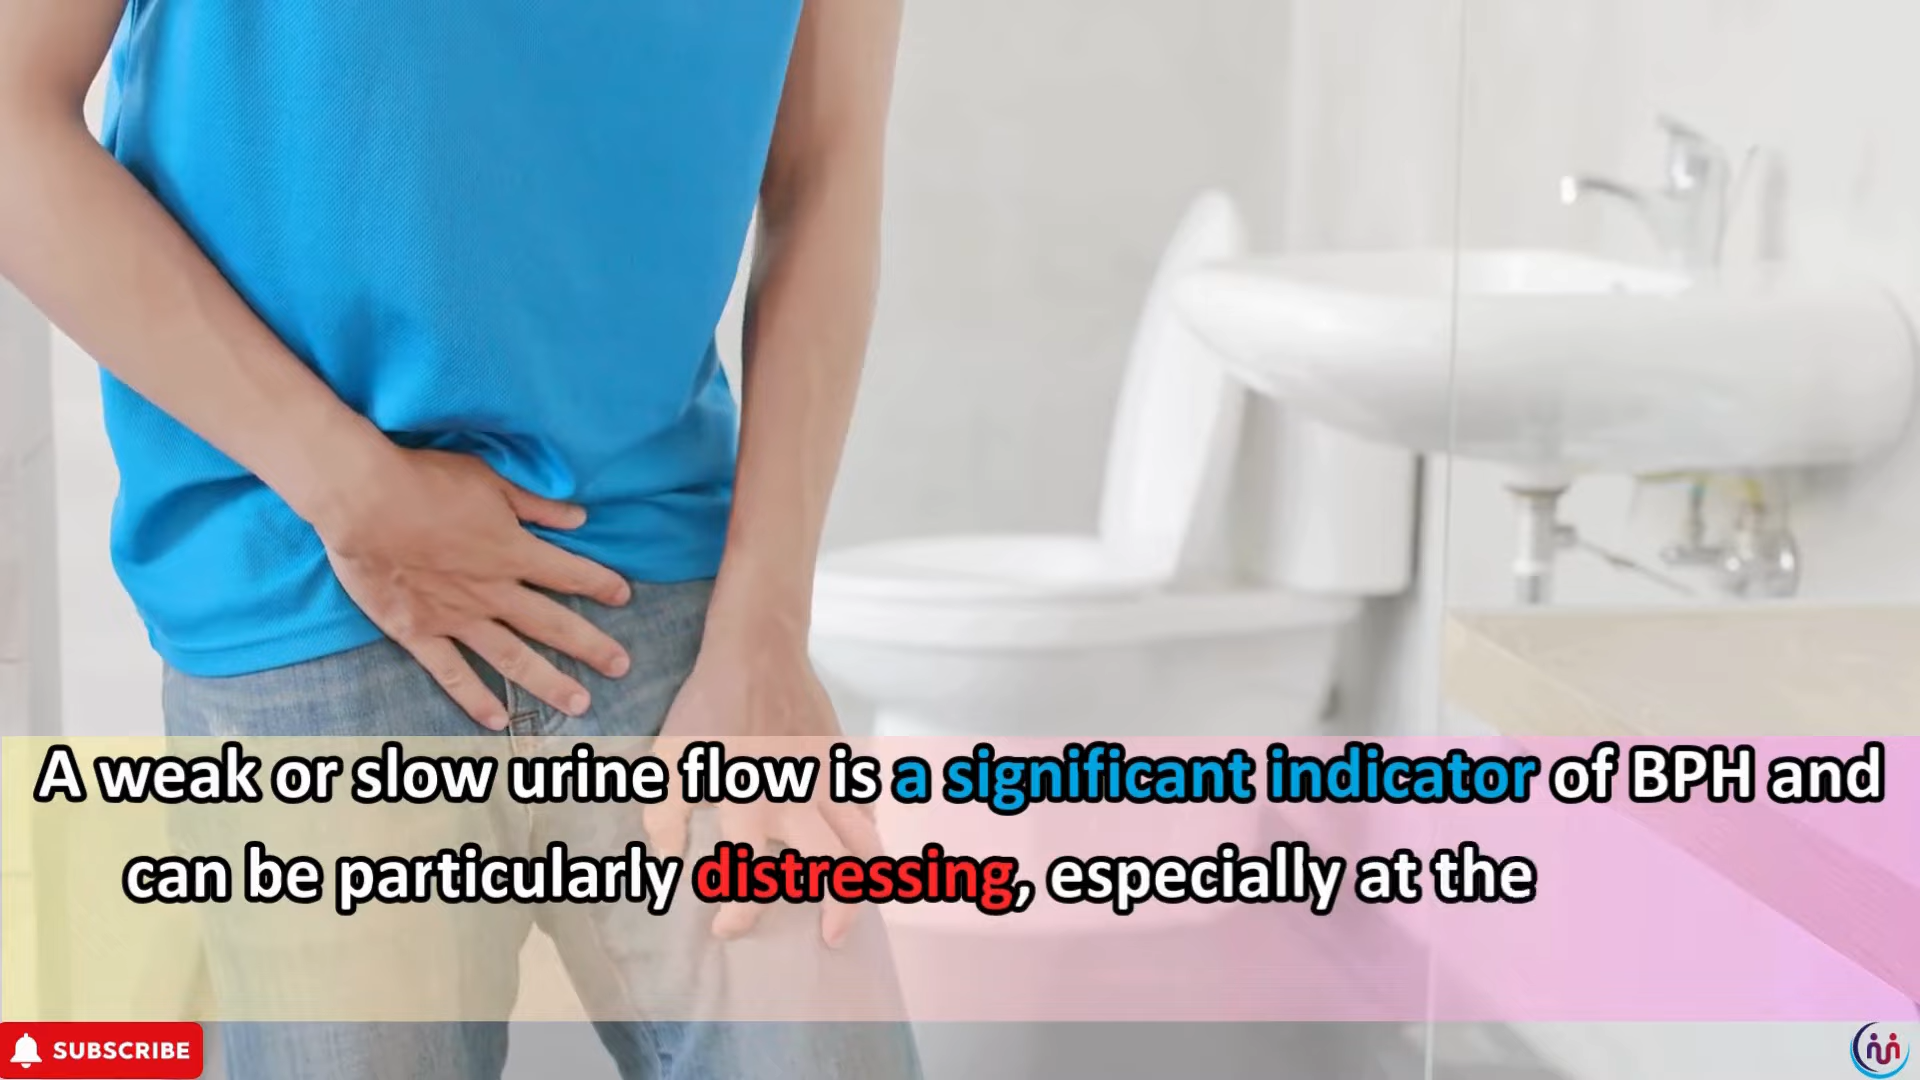 A weak or slow urine flow is a significant indicator of BPH and
can be particularly distressing, especially at the
SUBSCRIBE